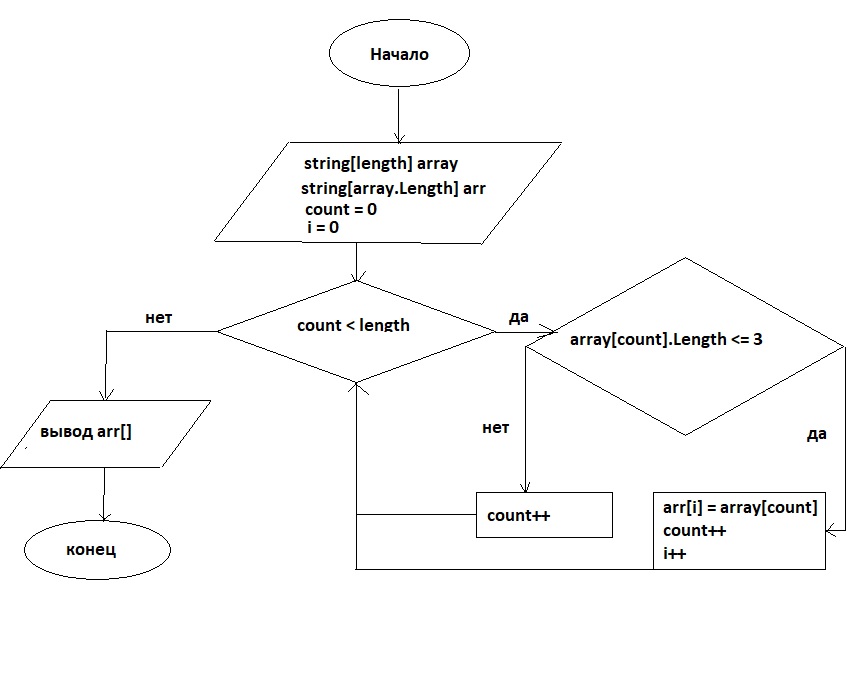 Начало
string[length] array
string[array.Length] arr
count = 0
i = 0
count < length
нет
да
array[count].Length <= 3
вывод arr[]
нет
да
count++
arr[i] = array[count]
count++
i++
конец